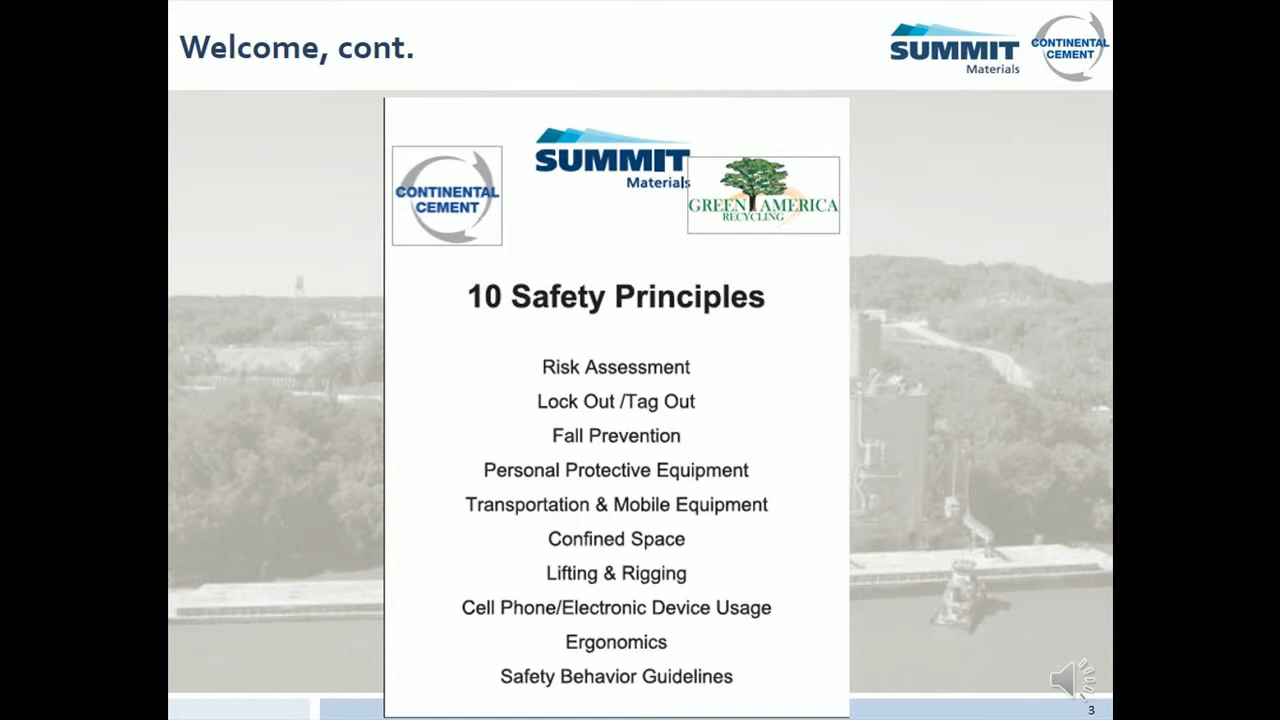 Welcome, cont.
SUMMIT
Materials
CONTINENTAL
CEMENT
CONTINENTAL
CEMENT
SUMMIT
Materials
GREEN AMERICA
RECYCLING
10 Safety Principles
Risk Assessment
Lock Out /Tag Out
Fall Prevention
Personal Protective Equipment
Transportation & Mobile Equipment
Confined Space
Lifting & Rigging
Cell Phone/Electronic Device Usage
Ergonomics
Safety Behavior Guidelines
3